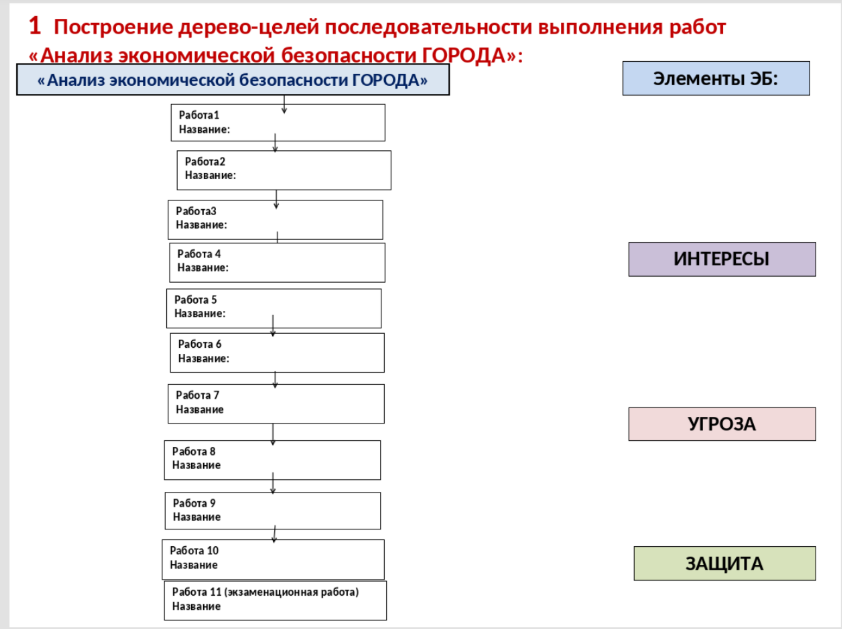 1 Построение дерево-целей последовательности выполнения работ
«Анализ экономической безопасности ГОРОДА»:
«Анализ экономической безопасности ГОРОДА»
Элементы ЭБ:
Работа1
Название:
Работа2
Название:
Работа3
Название:
Работа 4
Название:
ИНТЕРЕСЫ
Работа 5
Название:
Работа 6
Название:
Работа 7
Название
УГРОЗА
Работа 8
Название
Работа 9
Название
Работа 10
Название
ЗАЩИТА
Работа 11 (экзаменационная работа)
Название